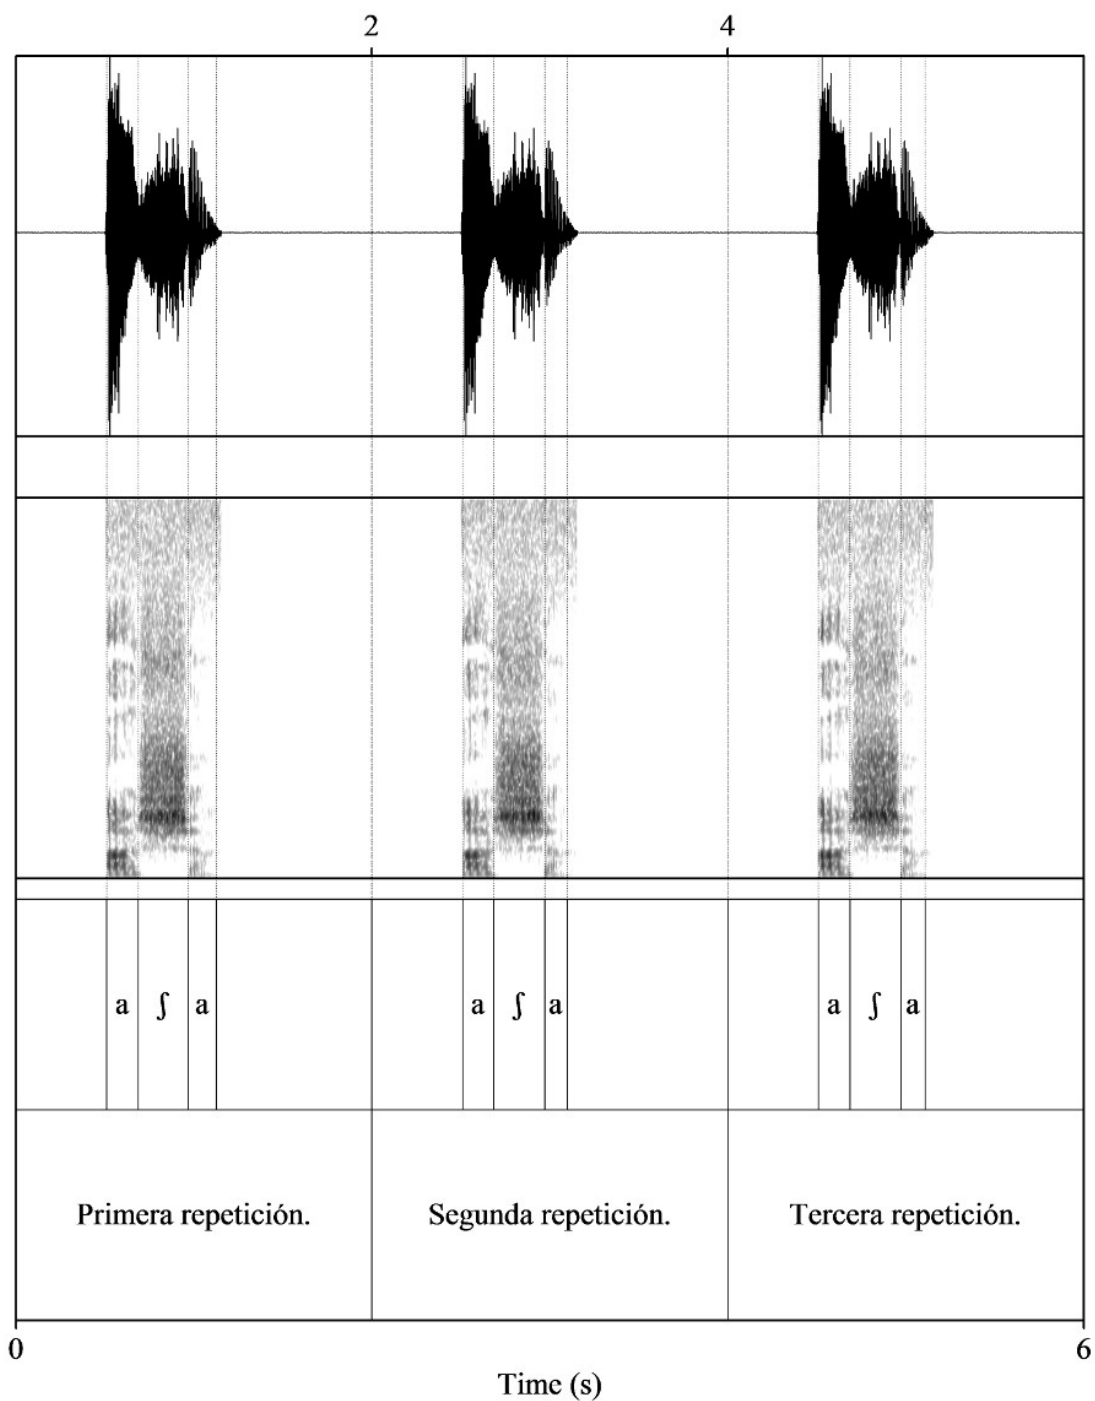 2 4
a ʃ a a ʃ a a ʃ a
Primera repetición. Segunda repetición. Tercera repetición.
0 6
Time (s)